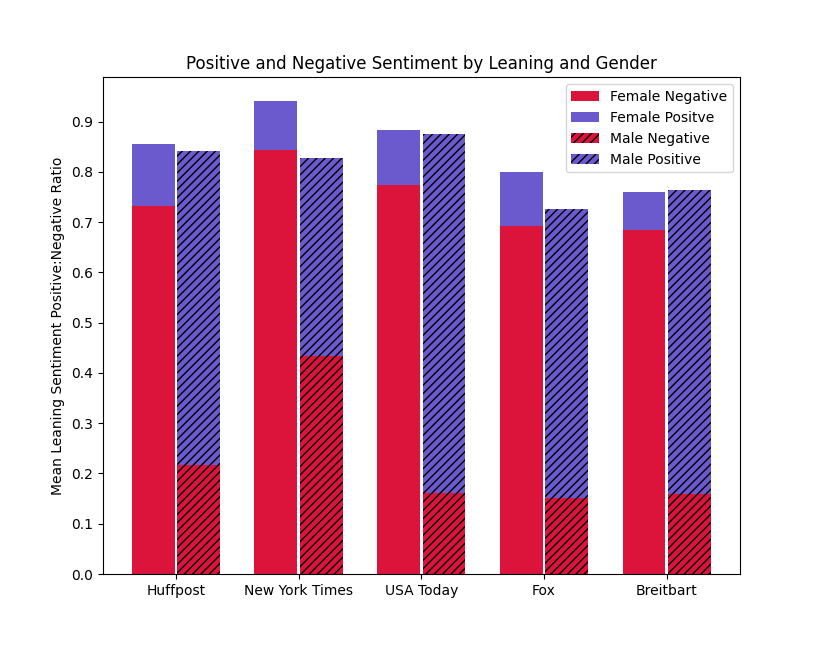 Positive and Negative Sentiment by Leaning and Gender
Female Negative
Female Positve
Male Negative
Male Positive
Mean Leaning Sentiment Positive:Negative Ratio
0.9
0.8
0.7
0.6
0.5
0.4
0.3
0.2
0.1
0.0
Huffpost New York Times USA Today Fox Breitbart